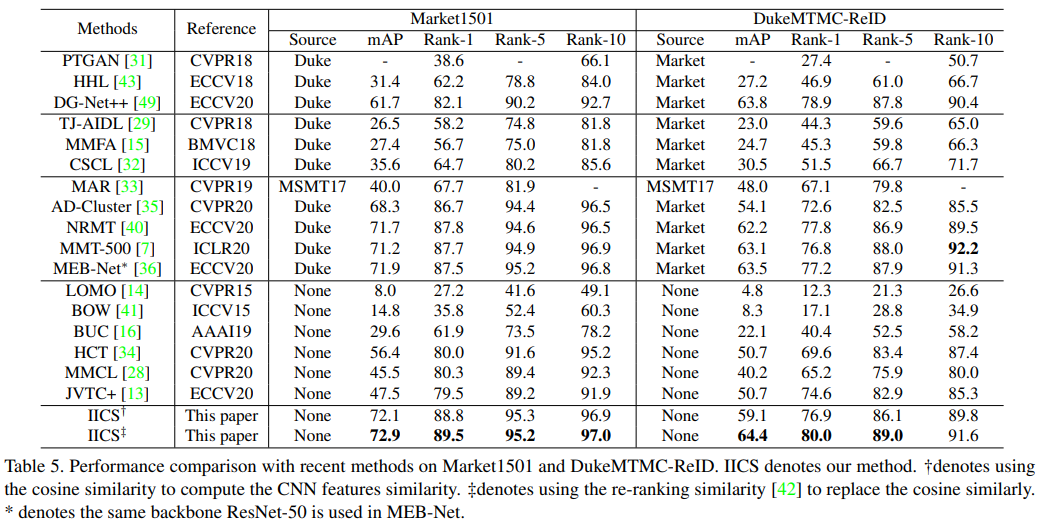 Methods Reference Market1501 DukeMTMC-ReID
Source mAP Rank-1 Rank-5 Rank-10 Source mAP Rank-1 Rank-5 Rank-10
PTGAN [31] CVPR18 Duke - 38.6 - 66.1 Market - 27.4 - 50.7
HHL [43] ECCV18 Duke 31.4 62.2 78.8 84.0 Market 27.2 46.9 61.0 66.7
DG-Net++ [49] ECCV20 Duke 61.7 82.1 90.2 92.7 Market 63.8 78.9 87.8 90.4
TJ-AIDL [29] CVPR18 Duke 26.5 58.2 74.8 81.8 Market 23.0 44.3 59.6 65.0
MMFA [15] BMVC18 Duke 27.4 56.7 75.0 81.8 Market 24.7 45.3 59.8 66.3
CSCL [32] ICCV19 Duke 35.6 64.7 80.2 85.6 Market 30.5 51.5 66.7 71.7
MAR [33] CVPR19 MSMT17 40.0 67.7 81.9 - MSMT17 48.0 67.1 79.8 -
AD-Cluster [35] CVPR20 Duke 68.3 86.7 94.4 96.5 Market 54.1 72.6 82.5 85.5
NRMT [40] ECCV20 Duke 71.7 87.8 94.6 96.5 Market 62.2 77.8 86.9 89.5
MMT-500 [7] ICLR20 Duke 71.2 87.7 94.9 96.9 Market 63.1 76.8 88.0 92.2
MEB-Net* [36] ECCV20 Duke 71.9 87.5 95.2 96.8 Market 63.5 77.2 87.9 91.3
LOMO [14] CVPR15 None 8.0 27.2 41.6 49.1 None 4.8 12.3 21.3 26.6
BOW [41] ICCV15 None 14.8 35.8 52.4 60.3 None 8.3 17.1 28.8 34.9
BUC [16] AAAI19 None 29.6 61.9 73.5 78.2 None 22.1 40.4 52.5 58.2
HCT [34] CVPR20 None 56.4 80.0 91.6 95.2 None 50.7 69.6 83.4 87.4
MMCL [28] CVPR20 None 45.5 80.3 89.4 92.3 None 40.2 65.2 75.9 80.0
JVTC+ [13] ECCV20 None 47.5 79.5 89.2 91.9 None 50.7 74.6 82.9 85.3
IICS† This paper None 72.1 88.8 95.3 96.9 None 59.1 76.9 86.1 89.8
IICS‡ This paper None 72.9 89.5 95.2 97.0 None 64.4 80.0 89.0 91.6
Table 5. Performance comparison with recent methods on Market1501 and DukeMTMC-ReID. IICS denotes our method. †denotes using
the cosine similarity to compute the CNN features similarity. ‡denotes using the re-ranking similarity [42] to replace the cosine similarly.
* denotes the same backbone ResNet-50 is used in MEB-Net.